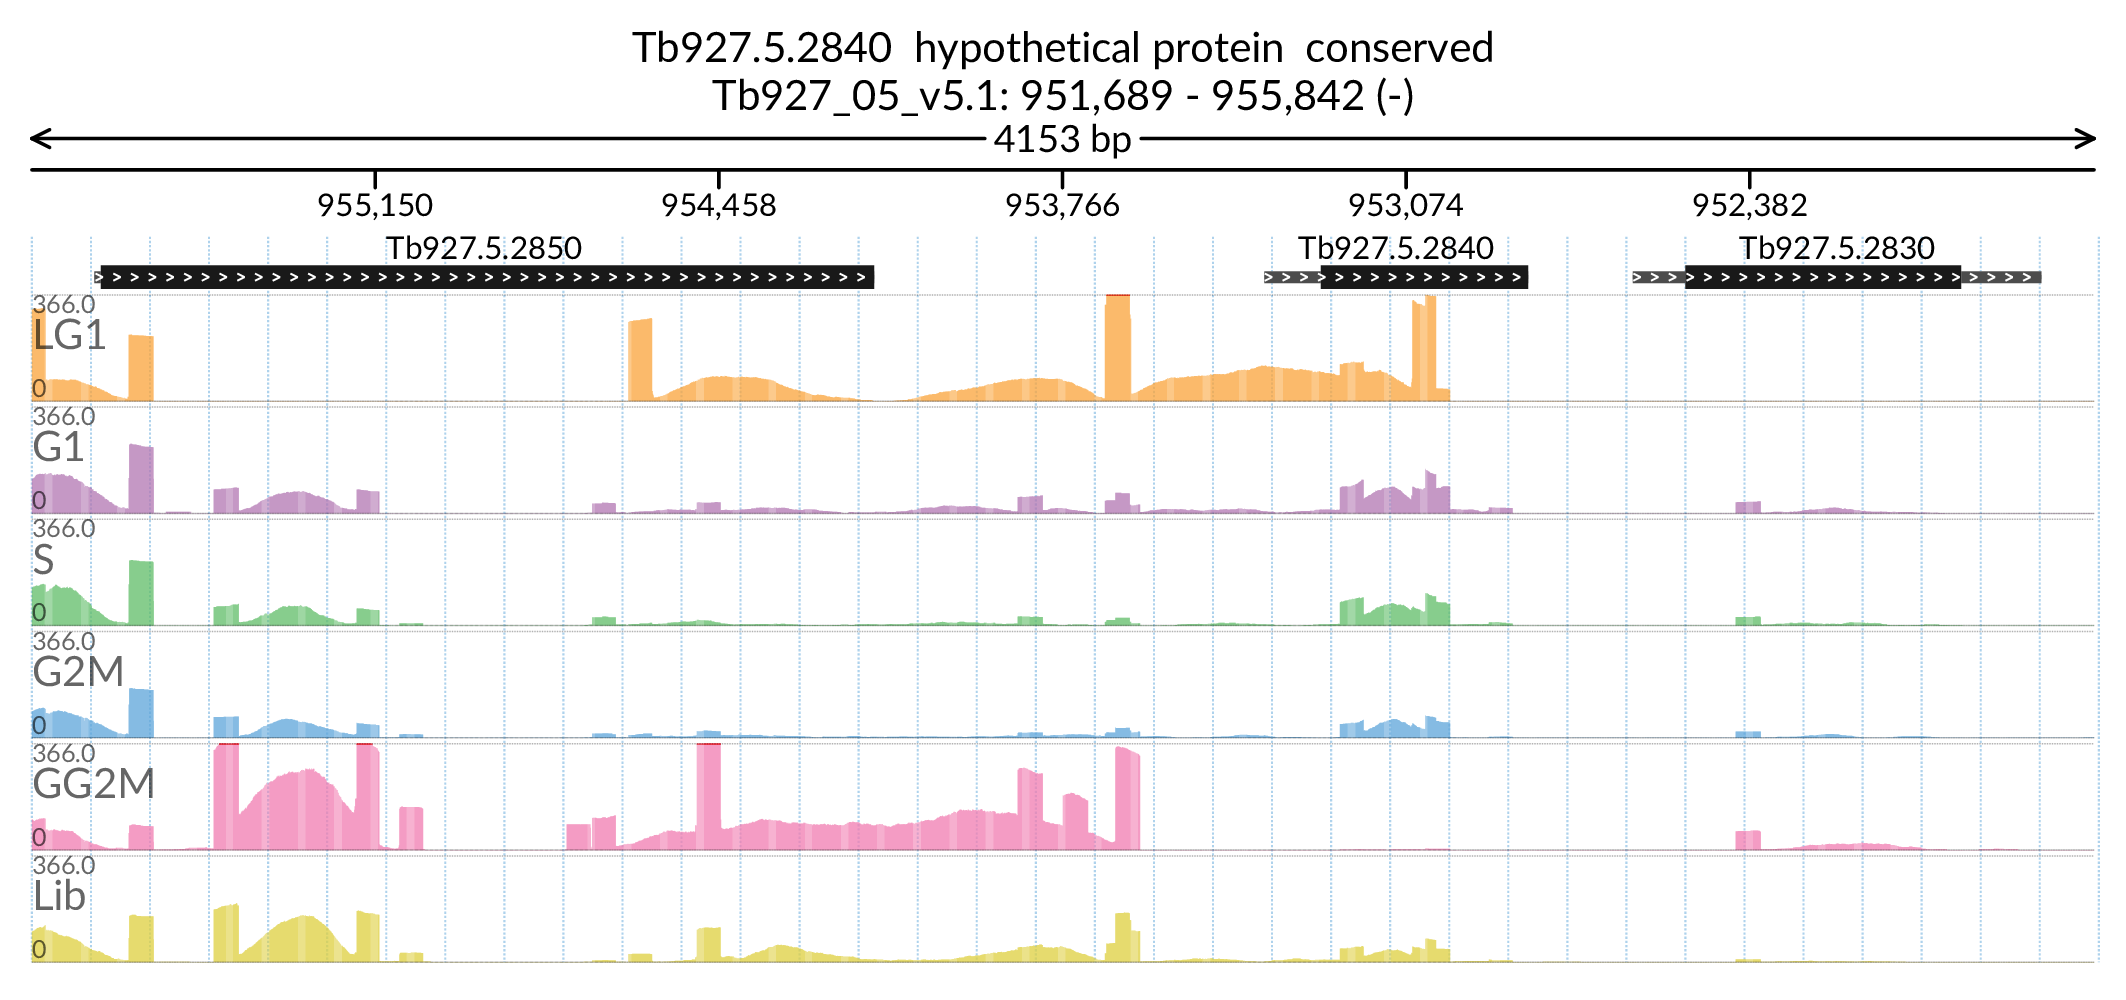 Tb927.5.2840 hypothetical protein conserved
Tb927_05_v5.1: 951,689 - 955,842 (-)
4153 bp
955,150 954,458 953,766 953,074 952,382
Tb927.5.2850 Tb927.5.2840 Tb927.5.2830
366.0
LG1
0
366.0
G1
0
366.0
S
0
366.0
G2M
0
366.0
GG2M
0
366.0
Lib
0